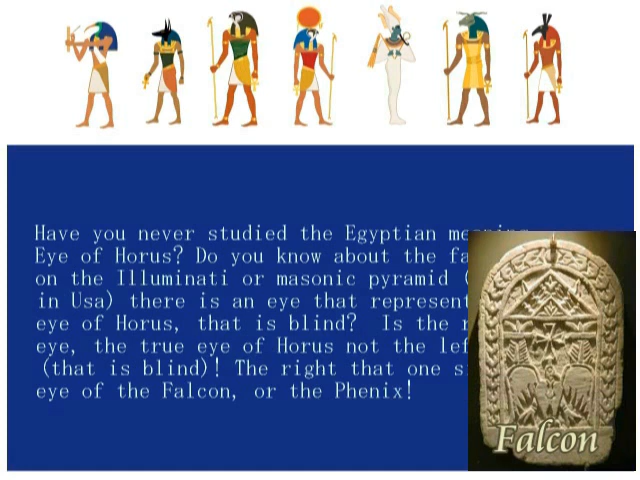 Have you never studied the Egyptian
Eye of Horus? Do you know about the
on the Illuminati or masonic pyramid (
in Usa) there is an eye that represent
eye of Horus, that is blind? Is the
eye, the true eye of Horus not the
(that is blind)! The right that one
eye of the Falcon, or the Phenix!
Falcon